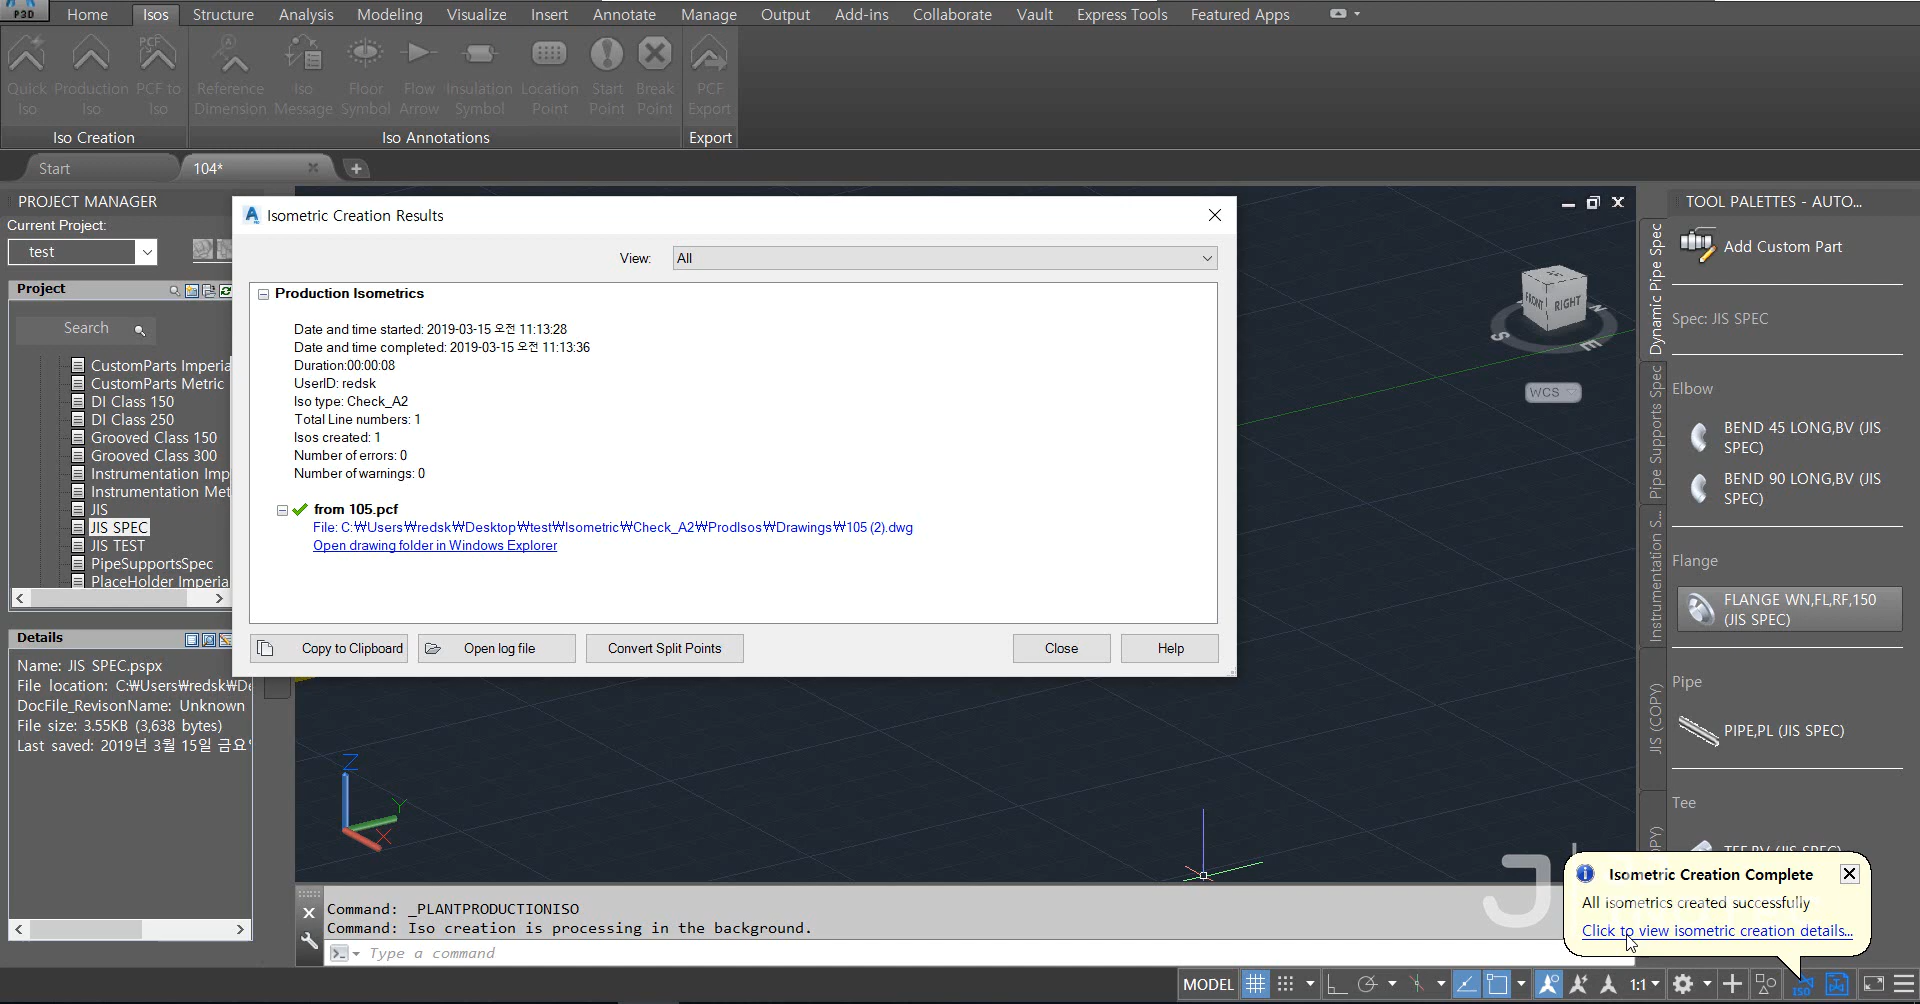 P3D
Home
Isos
Structure
Analysis
Modeling
Visualize
Insert
Annotate
Manage
Output
Add-ins
Collaborate
Vault
Express Tools
Featured Apps
Quick
Iso
Production
Iso
PCF to
Iso
Reference
Dimension
Iso
Message
Floor
Symbol
Flow
Arrow
Insulation
Symbol
Location
Point
Start
Point
Break
Point
PCF
Export
Iso Creation
Iso Annotations
Export
Start
104*
PROJECT MANAGER
Current Project:
test
Project
Search
CustomParts Imperia
CustomParts Metric
DI Class 150
DI Class 250
Grooved Class 150
Grooved Class 300
Instrumentation Imp
Instrumentation Met
JIS
JIS SPEC
JIS TEST
PipeSupportsSpec
PlaceHolder Imperia
Details
Name: JIS SPEC.pspx
File location: C:₩Users₩redsk₩De
DocFile_RevisonName: Unknown
File size: 3.55KB (3,638 bytes)
Last saved: 2019년 3월 15일 금요
Isometric Creation Results
View:
All
Production Isometrics
Date and time started: 2019-03-15 오전 11:13:28
Date and time completed: 2019-03-15 오전 11:13:36
Duration:00:00:08
UserID: redsk
Iso type: Check_A2
Total Line numbers: 1
Isos created: 1
Number of errors: 0
Number of warnings: 0
from 105.pcf
File: C:₩Users₩redsk₩Desktop₩test₩Isometric₩Check_A2₩ProdIsos₩Drawings₩105 (2).dwg
Open drawing folder in Windows Explorer
Copy to Clipboard
Open log file
Convert Split Points
Close
Help
FRONT
RIGHT
S
E
N
WCS
Z
Y
X
Command: _PLANTPRODUCTIONISO
Command: Iso creation is processing in the background.
Type a command
TOOL PALETTES - AUTO...
Dynamic Pipe Spec
Pipe Supports Spec
Instrumentation S...
JIS (COPY)
Add Custom Part
Spec: JIS SPEC
Elbow
BEND 45 LONG,BV (JIS
SPEC)
BEND 90 LONG,BV (JIS
SPEC)
Flange
FLANGE WN,FL,RF,150
(JIS SPEC)
Pipe
PIPE,PL (JIS SPEC)
Tee
TEE,BV (JIS SPEC)
Isometric Creation Complete
All isometrics created successfully
Click to view isometric creation details...
MODEL
1:1
ISO